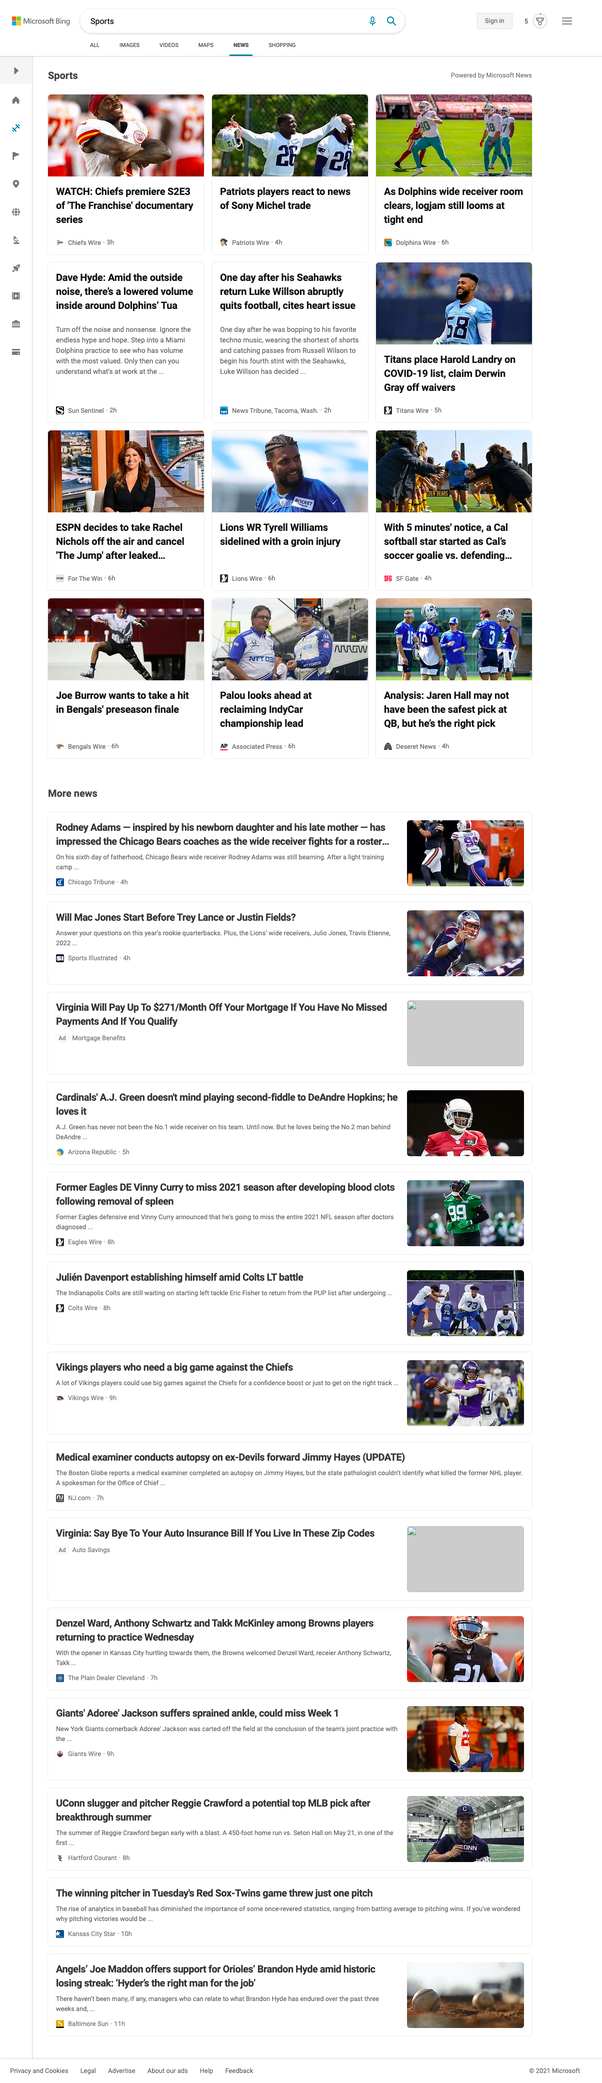 Microsoft Bing
Sports
Sign in
5
ALL IMAGES VIDEOS MAPS NEWS SHOPPING
Sports
Powered by Microsoft News
WATCH: Chiefs premiere S2E3
of 'The Franchise' documentary
series
Chiefs Wire · 3h
Patriots players react to news
of Sony Michel trade
Patriots Wire · 4h
As Dolphins wide receiver room
clears, logjam still looms at
tight end
Dolphins Wire · 6h
Dave Hyde: Amid the outside
noise, there's a lowered volume
inside around Dolphins' Tua
Turn off the noise and nonsense. Ignore the
endless hype and hope. Step into a Miami
Dolphins practice to see who has volume
with the most valued. Only then can you
understand what's at work at the ...
Sun Sentinel · 2h
One day after his Seahawks
return Luke Willson abruptly
quits football, cites heart issue
One day after he was bopping to his favorite
techno music, wearing the shortest of shorts
and catching passes from Russell Wilson to
begin his fourth stint with the Seahawks,
Luke Willson has decided ...
News Tribune, Tacoma, Wash. · 2h
58
Titans place Harold Landry on
COVID-19 list, claim Derwin
Gray off waivers
Titans Wire · 5h
ESPN decides to take Rachel
Nichols off the air and cancel
'The Jump' after leaked...
For The Win · 6h
Lions WR Tyrell Williams
sidelined with a groin injury
Lions Wire · 6h
With 5 minutes' notice, a Cal
softball star started as Cal's
soccer goalie vs. defending...
SF Gate · 4h
Joe Burrow wants to take a hit
in Bengals' preseason finale
Bengals Wire · 6h
NTT DATA
Palou looks ahead at
reclaiming IndyCar
championship lead
AP Associated Press · 6h
3
Analysis: Jaren Hall may not
have been the safest pick at
QB, but he's the right pick
Deseret News · 4h
More news
Rodney Adams — inspired by his newborn daughter and his late mother — has
impressed the Chicago Bears coaches as the wide receiver fights for a roster...
On his sixth day of fatherhood, Chicago Bears wide receiver Rodney Adams was still beaming. After a light training
camp ...
Chicago Tribune · 4h
Will Mac Jones Start Before Trey Lance or Justin Fields?
Answer your questions on this year's rookie quarterbacks. Plus, the Lions' wide receivers, Julio Jones, Travis Etienne,
2022 ...
Sports Illustrated · 4h
Virginia Will Pay Up To $271/Month Off Your Mortgage If You Have No Missed
Payments And If You Qualify
Ad Mortgage Benefits
Cardinals' A.J. Green doesn't mind playing second-fiddle to DeAndre Hopkins; he
loves it
A.J. Green has never not been the No.1 wide receiver on his team. Until now. But he loves being the No.2 man behind
DeAndre ...
Arizona Republic · 5h
Former Eagles DE Vinny Curry to miss 2021 season after developing blood clots
following removal of spleen
Former Eagles defensive end Vinny Curry announced that he's going to miss the entire 2021 NFL season after doctors
diagnosed ...
Eagles Wire · 8h
99
Julién Davenport establishing himself amid Colts LT battle
The Indianapolis Colts are still waiting on starting left tackle Eric Fisher to return from the PUP list after undergoing ...
Colts Wire · 8h
73
Vikings players who need a big game against the Chiefs
A lot of Vikings players could use big games against the Chiefs for a confidence boost or just to get on the right track ...
Vikings Wire · 9h
Medical examiner conducts autopsy on ex-Devils forward Jimmy Hayes (UPDATE)
The Boston Globe reports a medical examiner completed an autopsy on Jimmy Hayes, but the state pathologist couldn't identify what killed the former NHL player.
A spokesman for the Office of Chief ...
NJ.com · 7h
Virginia: Say Bye To Your Auto Insurance Bill If You Live In These Zip Codes
Ad Auto Savings
Denzel Ward, Anthony Schwartz and Takk McKinley among Browns players
returning to practice Wednesday
With the opener in Kansas City hurtling towards them, the Browns welcomed Denzel Ward, receier Anthony Schwartz,
Takk ...
The Plain Dealer Cleveland · 7h
21
Giants' Adoree' Jackson suffers sprained ankle, could miss Week 1
New York Giants cornerback Adoree' Jackson was carted off the field at the conclusion of the team's joint practice with
the ...
Giants Wire · 9h
UConn slugger and pitcher Reggie Crawford a potential top MLB pick after
breakthrough summer
The summer of Reggie Crawford began early with a blast. A 450-foot home run vs. Seton Hall on May 21, in one of the
first ...
Hartford Courant · 8h
The winning pitcher in Tuesday's Red Sox-Twins game threw just one pitch
The rise of analytics in baseball has diminished the importance of some once-revered statistics, ranging from batting average to pitching wins. If you've wondered
why pitching victories would be ...
Kansas City Star · 10h
Angels' Joe Maddon offers support for Orioles' Brandon Hyde amid historic
losing streak: 'Hyder's the right man for the job'
There haven't been many, if any, managers who can relate to what Brandon Hyde has endured over the past three
weeks and, ...
Baltimore Sun · 11h
Privacy and Cookies Legal Advertise About our ads Help Feedback
© 2021 Microsoft